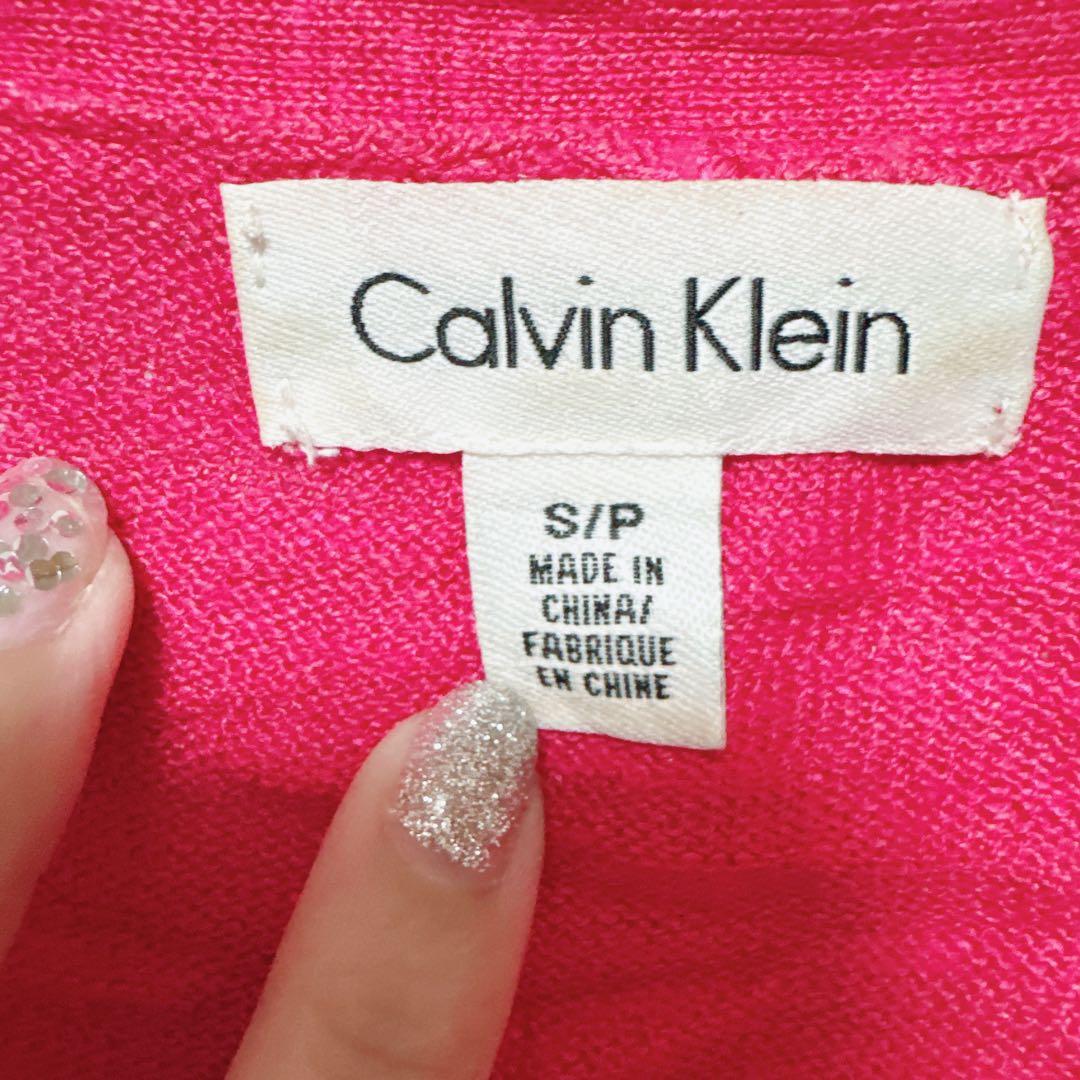 Calvin Klein
S/P
MADE IN
CHINA/
FABRIQUE
EN CHINE